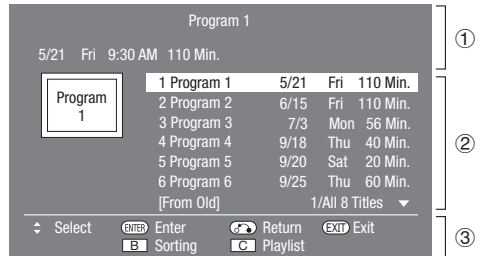 Program 1
5/21 Fri 9:30 AM 110 Min.
Program
1
1 Program 1 5/21 Fri 110 Min.
2 Program 2 6/15 Fri 110 Min.
3 Program 3 7/3 Mon 56 Min.
4 Program 4 9/18 Thu 40 Min.
5 Program 5 9/20 Sat 20 Min.
6 Program 6 9/25 Thu 60 Min.
[From Old] 1/All 8 Titles
Select ENTER Enter Return EXIT Exit
B Sorting C Playlist
①
②
③